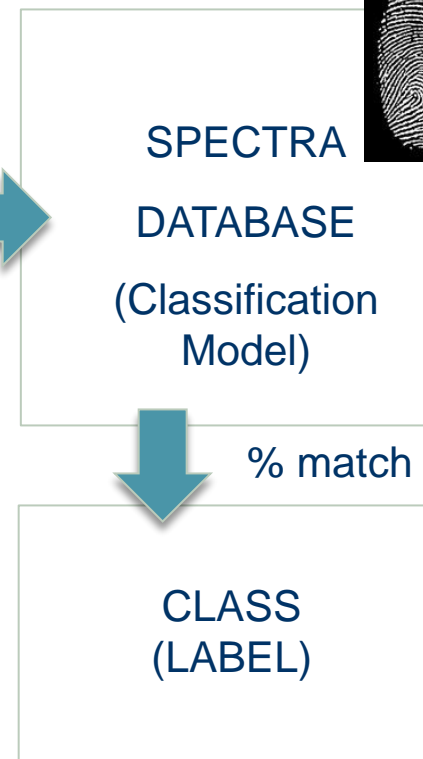 SPECTRA
DATABASE
(Classification
Model)
% match
CLASS
(LABEL)